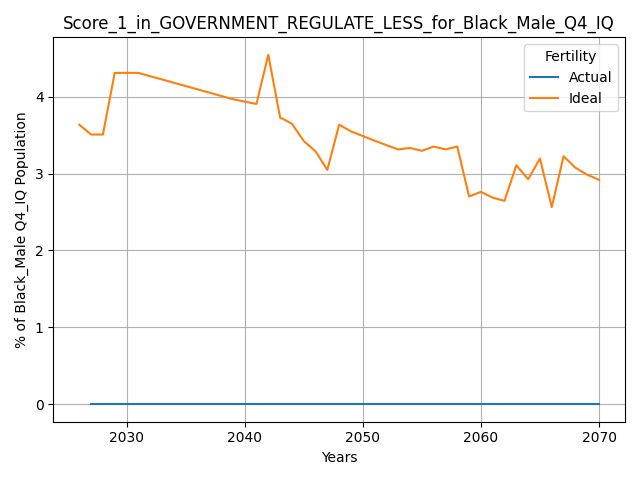 Score_1_in_GOVERNMENT_REGULATE_LESS_for_Black_Male_Q4_IQ
% of Black_Male Q4_IQ Population
4
3
2
1
0
Fertility
Actual
Ideal
2030 2040 2050 2060 2070
Years